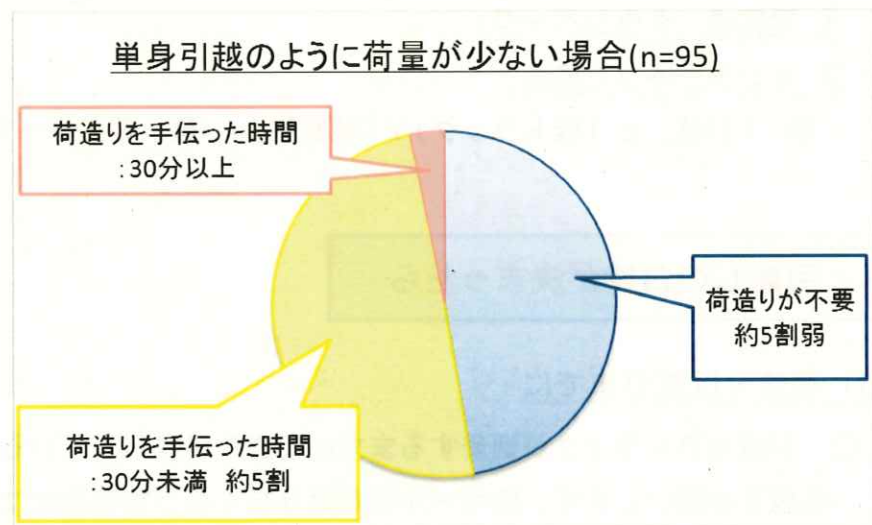 単身引越のように荷量が少ない場合(n=95)
荷造りを手伝った時間
:30分以上
荷造りが不要
約5割弱
荷造りを手伝った時間
:30分未満 約5割